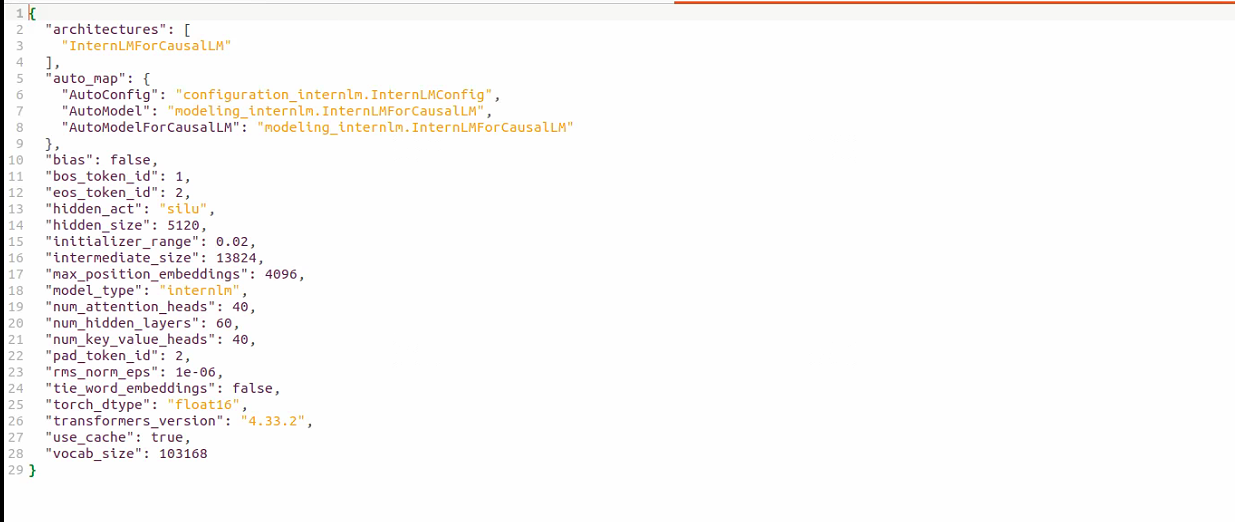 1 {
2 "architectures": [
3 "InternLMForCausalLM"
4 ],
5 "auto_map": {
6 "AutoConfig": "configuration_internlm.InternLMConfig",
7 "AutoModel": "modeling_internlm.InternLMForCausalLM",
8 "AutoModelForCausalLM": "modeling_internlm.InternLMForCausalLM"
9 },
10 "bias": false,
11 "bos_token_id": 1,
12 "eos_token_id": 2,
13 "hidden_act": "silu",
14 "hidden_size": 5120,
15 "initializer_range": 0.02,
16 "intermediate_size": 13824,
17 "max_position_embeddings": 4096,
18 "model_type": "internlm",
19 "num_attention_heads": 40,
20 "num_hidden_layers": 60,
21 "num_key_value_heads": 40,
22 "pad_token_id": 2,
23 "rms_norm_eps": 1e-06,
24 "tie_word_embeddings": false,
25 "torch_dtype": "float16",
26 "transformers_version": "4.33.2",
27 "use_cache": true,
28 "vocab_size": 103168
29 }